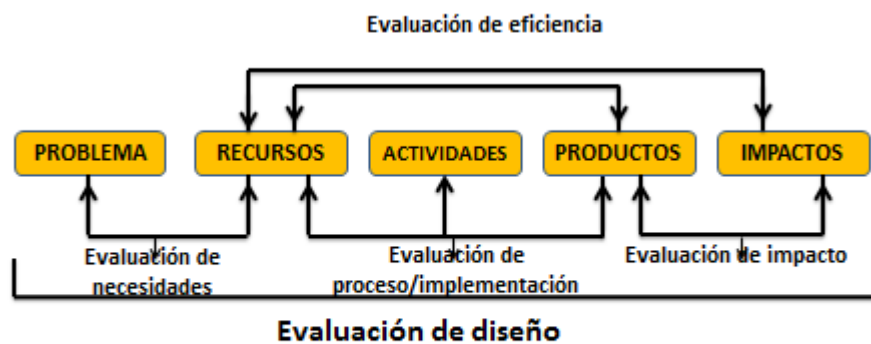 Evaluación de eficiencia
PROBLEMA
RECURSOS
ACTIVIDADES
PRODUCTOS
IMPACTOS
Evaluación de
necesidades
Evaluación de
proceso/implementación
Evaluación de impacto
Evaluación de diseño